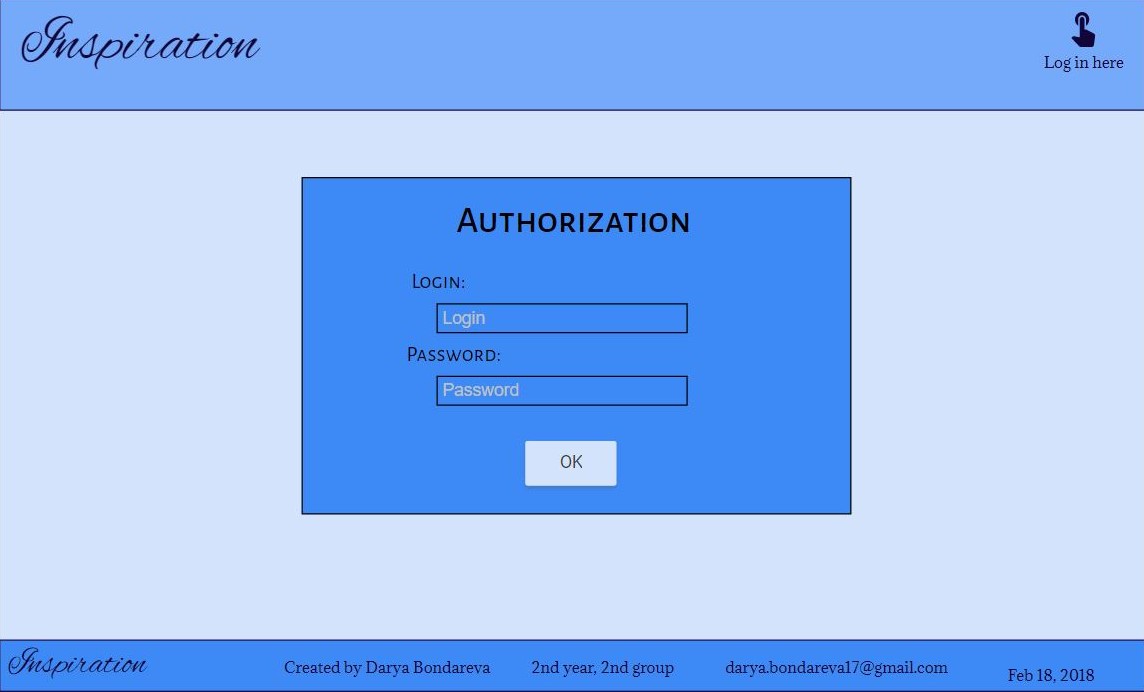 Inspiration
Log in here
Authorization
Login:
Login
Password:
Password
OK
Inspiration
Created by Darya Bondareva
2nd year, 2nd group
darya.bondareva17@gmail.com
Feb 18, 2018